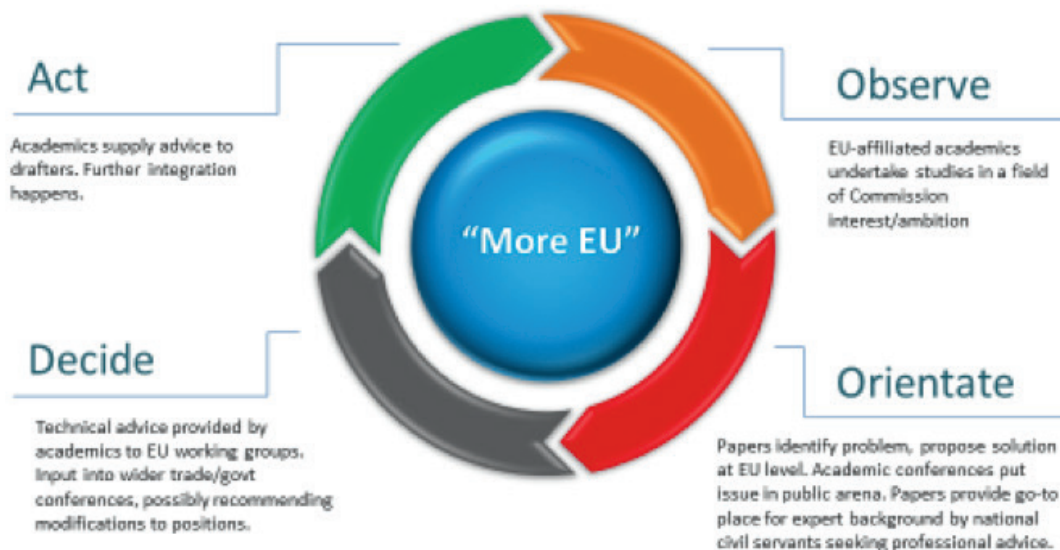 Act
Academics supply advice to
drafters. Further integration
happens.
Observe
EU-affiliated academics
undertake studies in a field
of Commission
interest/ambition
“More EU”
Decide
Technical advice provided by
academics to EU working groups.
Input into wider trade/govt
conferences, possibly recommending
modifications to positions.
Orientate
Papers identify problem, propose solution
at EU level. Academic conferences put
issue in public arena. Papers provide go-to
place for expert background by national
civil servants seeking professional advice.